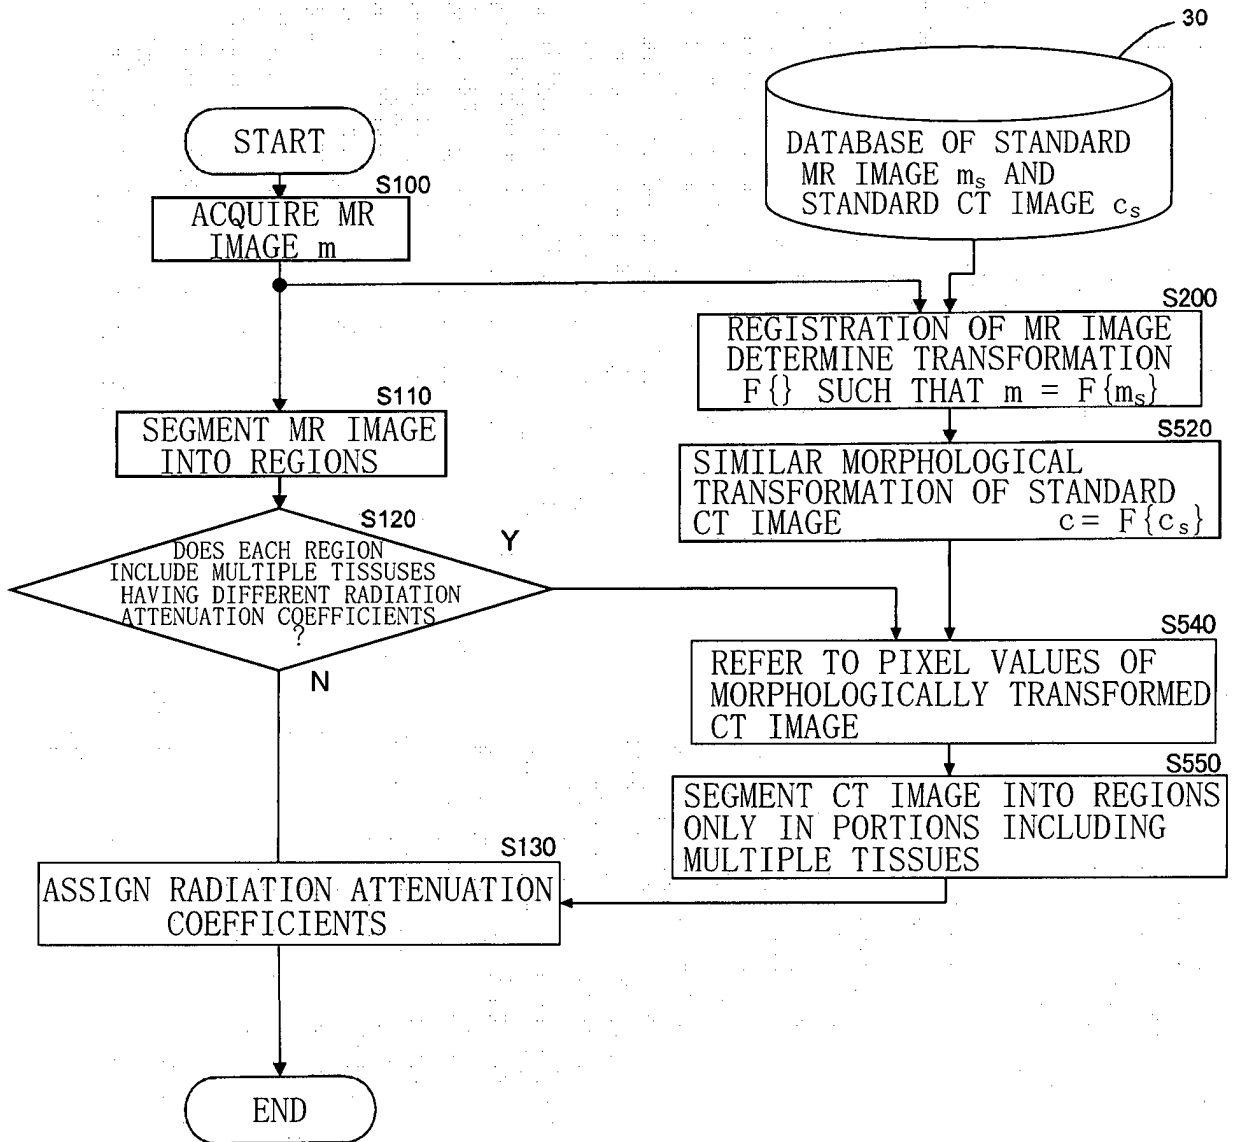 30
DATABASE OF STANDARD
MR IMAGE mₛ AND
STANDARD CT IMAGE cₛ
START
S100
ACQUIRE MR
IMAGE m
S200
REGISTRATION OF MR IMAGE
DETERMINE TRANSFORMATION
F{} SUCH THAT m = F{mₛ}
S110
SEGMENT MR IMAGE
INTO REGIONS
S520
SIMILAR MORPHOLOGICAL
TRANSFORMATION OF STANDARD
CT IMAGE c = F{cₛ}
S120
DOES EACH REGION
INCLUDE MULTIPLE TISSUSES
HAVING DIFFERENT RADIATION
ATTENUATION COEFFICIENTS
?
Y
N
S540
REFER TO PIXEL VALUES OF
MORPHOLOGICALLY TRANSFORMED
CT IMAGE
S550
SEGMENT CT IMAGE INTO REGIONS
ONLY IN PORTIONS INCLUDING
MULTIPLE TISSUES
S130
ASSIGN RADIATION ATTENUATION
COEFFICIENTS
END